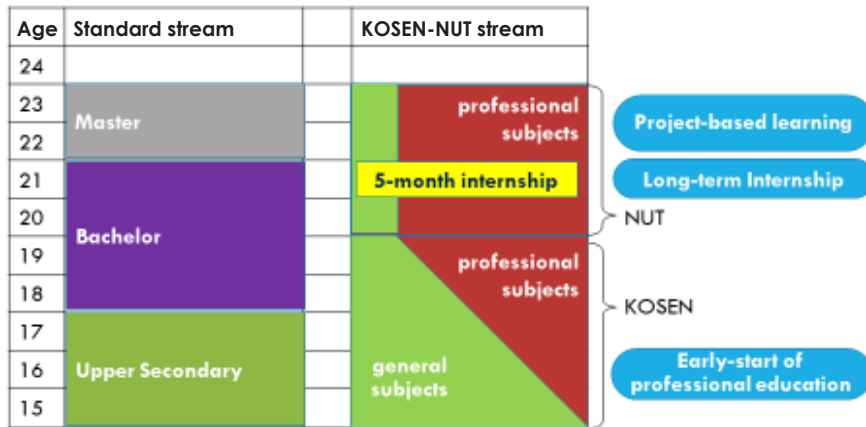 Age Standard stream KOSEN-NUT stream
24
23
Master
22
professional
subjects
Project-based learning
21
5-month internship
Long-term Internship
20
NUT
Bachelor
19
professional
subjects
18
KOSEN
17
16
Upper Secondary
general
subjects
Early-start of
professional education
15